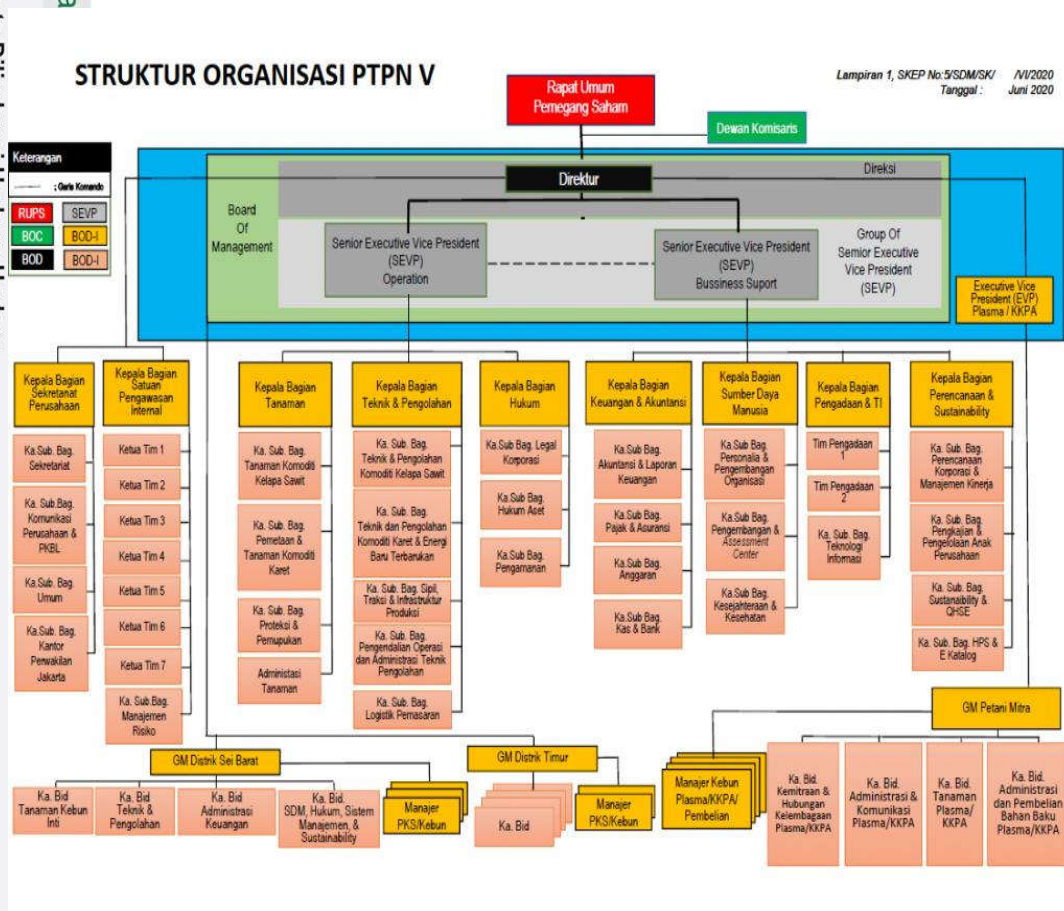 STRUKTUR ORGANISASI PTPN V
Lampiran 1, SKEP No:5/SDM/SK/ /VI/2020
Tanggal : Juni 2020
Rapat Umum
Pemegang Saham
Dewan Komisaris
Keterangan
: Garis Komando
RUPS
SEVP
BOC
BOD-I
BOD
BOD-I
Direktur
Direksi
Board
Of
Management
Senior Executive Vice President
(SEVP)
Operation
Senior Executive Vice President
(SEVP)
Bussiness Suport
Group Of
Semior Executive
Vice President
(SEVP)
Executive Vice
President (EVP)
Plasma / KKPA
Kepala Bagian
Sekretariat
Perusahaan
Kepala Bagian
Satuan
Pengawasan
Internal
Kepala Bagian
Tanaman
Kepala Bagian
Teknik & Pengolahan
Kepala Bagian
Hukum
Kepala Bagian
Keuangan & Akuntansi
Kepala Bagian
Sumber Daya
Manusia
Kepala Bagian
Pengadaan & TI
Kepala Bagian
Perencanaan &
Sustainability
Ka.Sub. Bag.
Sekretariat
Ka. Sub.Bag.
Komunikasi
Perusahaan &
PKBL
Ka.Sub. Bag.
Umum
Ka.Sub. Bag.
Kantor
Perwakilan
Jakarta
Ketua Tim 1
Ketua Tim 2
Ketua Tim 3
Ketua Tim 4
Ketua Tim 5
Ketua Tim 6
Ketua Tim 7
Ka. Sub.Bag.
Manajemen
Risiko
Ka. Sub. Bag.
Tanaman Komoditi
Kelapa Sawit
Ka. Sub. Bag.
Pemetaan &
Tanaman Komoditi
Karet
Ka. Sub. Bag.
Proteksi &
Pemupukan
Administasi
Tanaman
Ka. Sub. Bag.
Teknik & Pengolahan
Komoditi Kelapa Sawit
Ka. Sub. Bag.
Teknik dan Pengolahan
Komoditi Karet & Energi
Baru Terbarukan
Ka. Sub. Bag. Sipil,
Traksi & Infrastruktur
Produksi
Ka. Sub. Bag.
Pengendalian Operasi
dan Administrasi Teknik
Pengolahan
Ka. Sub. Bag.
Logistik Pemasaran
Ka.Sub Bag. Legal
Korporasi
Ka.Sub Bag.
Hukum Aset
Ka.Sub Bag.
Pengamanan
Ka.Sub Bag.
Akuntansi & Laporan
Keuangan
Ka.Sub Bag.
Pajak & Asuransi
Ka.Sub Bag.
Anggaran
Ka.Sub Bag.
Kas & Bank
Ka.Sub Bag.
Personalia &
Pengembangan
Organisasi
Ka.Sub Bag.
Pengembangan &
Assessment
Center
Ka.Sub Bag.
Kesejahteraan &
Kesehatan
Tim Pengadaan
1
Tim Pengadaan
2
Ka. Sub. Bag.
Teknologi
Informasi
Ka. Sub. Bag.
Perencanaan
Korporasi &
Manajemen Kinerja
Ka. Sub. Bag.
Pengkajian &
Pengelolaan Anak
Perusahaan
Ka. Sub. Bag.
Sustanaibility &
QHSE
Ka. Sub. Bag. HPS &
E Katalog
GM Petani Mitra
GM Distrik Sei Barat
GM Distrik Timur
Ka. Bid
Tanaman Kebun
Inti
Ka. Bid
Teknik &
Pengolahan
Ka. Bid
Administrasi
Keuangan
Ka. Bid.
SDM, Hukum, Sistem
Manajemen, &
Sustainability
Manajer
PKS/Kebun
Ka. Bid
Manajer
PKS/Kebun
Manajer Kebun
Plasma/KKPA/
Pembelian
Ka. Bid.
Kemitraan &
Hubungan
Kelembagaan
Plasma/KKPA
Ka. Bid.
Administrasi &
Komunikasi
Plasma/KKPA
Ka. Bid.
Tanaman
Plasma/
KKPA
Ka. Bid.
Administrasi
dan Pembelian
Bahan Baku
Plasma/KKPA